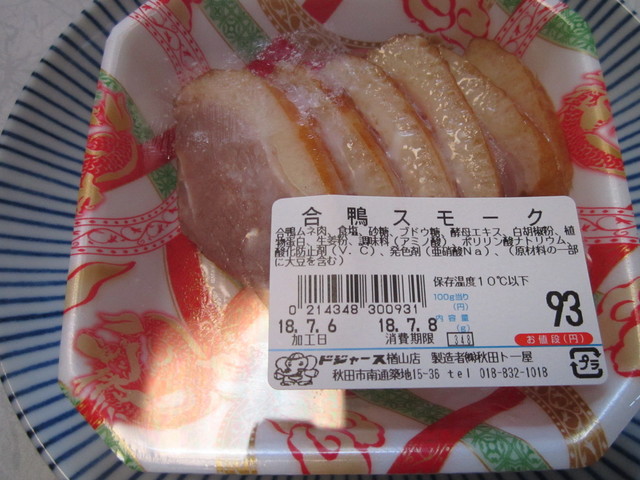 合鴨スモーク
合鴨ムネ肉、食塩、砂糖、ブドウ糖、酵母エキス、白胡椒粉、植
物蛋白、生姜粉、調味料（アミノ酸）、ポリリン酸ナトリウム、
酸化防止剤（V．C）、発色剤（亜硝酸Na）、（原材料の一部
に大豆を含む）
保存温度10℃以下
0 214348 300931
100g当り
(円)
内容量
(g)
93
18.7.6 18.7.8
加工日 消費期限 348 お値段(円)
ドジャース楢山店 製造者㈱秋田トー屋
秋田市南通築地15-36 tel 018-832-1018
プラ